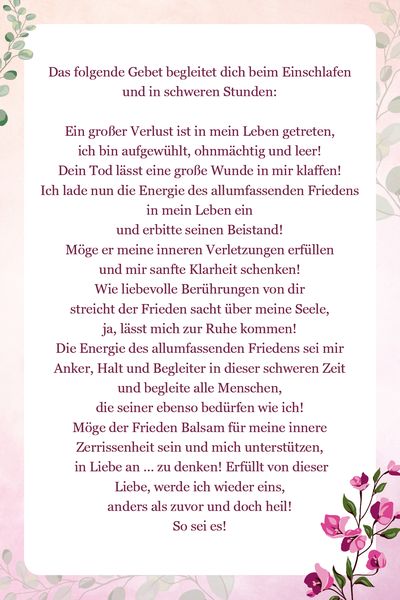 Das folgende Gebet begleitet dich beim Einschlafen
und in schweren Stunden:
Ein großer Verlust ist in mein Leben getreten,
ich bin aufgewühlt, ohnmächtig und leer!
Dein Tod lässt eine große Wunde in mir klaffen!
Ich lade nun die Energie des allumfassenden Friedens
in mein Leben ein
und erbitte seinen Beistand!
Möge er meine inneren Verletzungen erfüllen
und mir sanfte Klarheit schenken!
Wie liebevolle Berührungen von dir
streicht der Frieden sacht über meine Seele,
ja, lässt mich zur Ruhe kommen!
Die Energie des allumfassenden Friedens sei mir
Anker, Halt und Begleiter in dieser schweren Zeit
und begleite alle Menschen,
die seiner ebenso bedürfen wie ich!
Möge der Frieden Balsam für meine innere
Zerrissenheit sein und mich unterstützen,
in Liebe an ... zu denken! Erfüllt von dieser
Liebe, werde ich wieder eins,
anders als zuvor und doch heil!
So sei es!